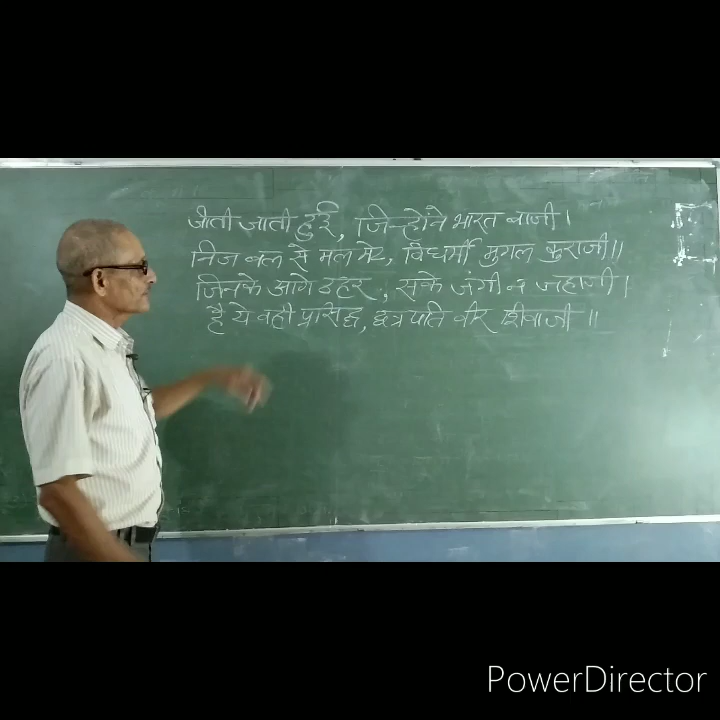 जीती जाती हुई, जिन्होंने भारत बाजी।
निज बल से मल मेट, विधर्मी मुगल कुराजी॥
जिनके आगे ठहर, सके जंगी न जहाजी।
है ये वही प्रसिद्ध, छत्रपति वीर शिवाजी॥
PowerDirector